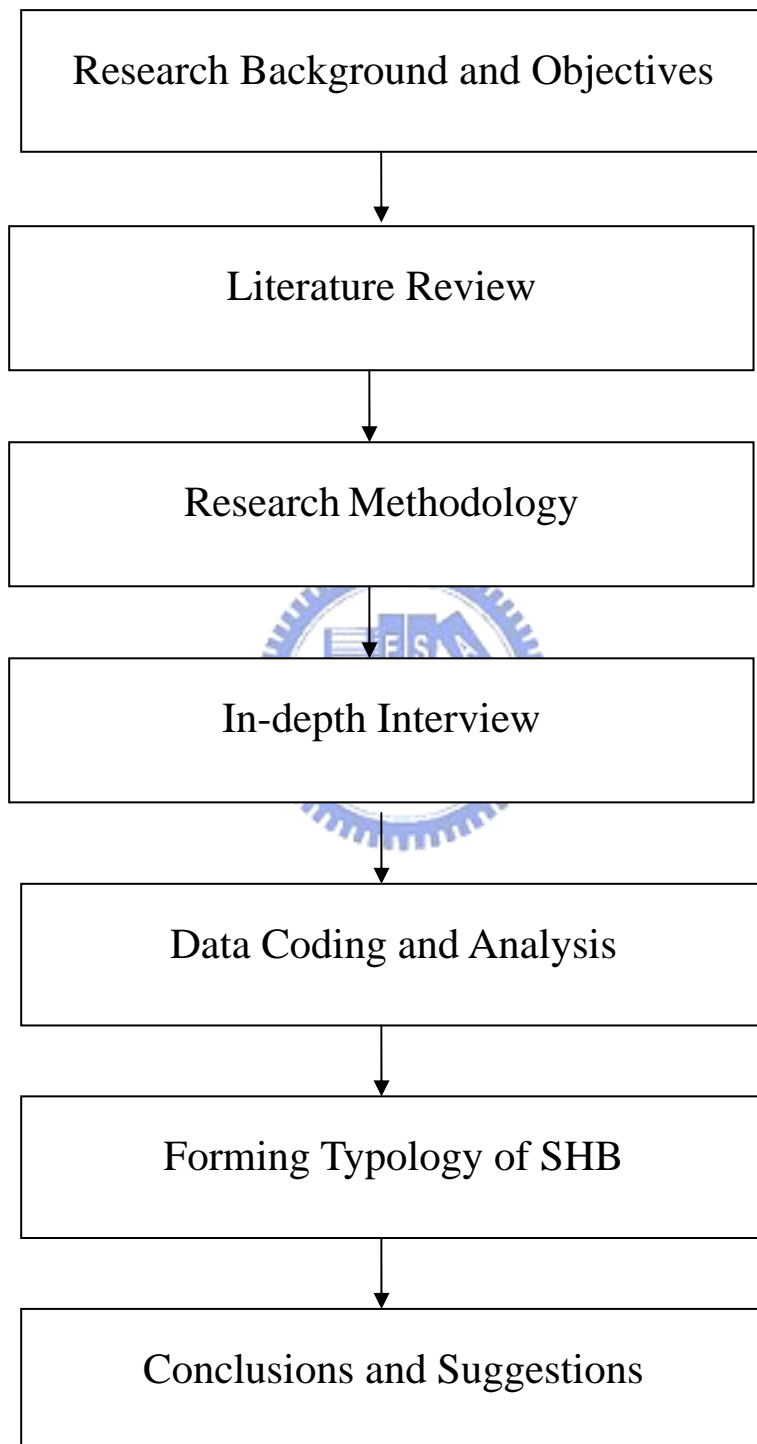 Research Background and Objectives
Literature Review
Research Methodology
ESA
In-depth Interview
Data Coding and Analysis
Forming Typology of SHB
Conclusions and Suggestions